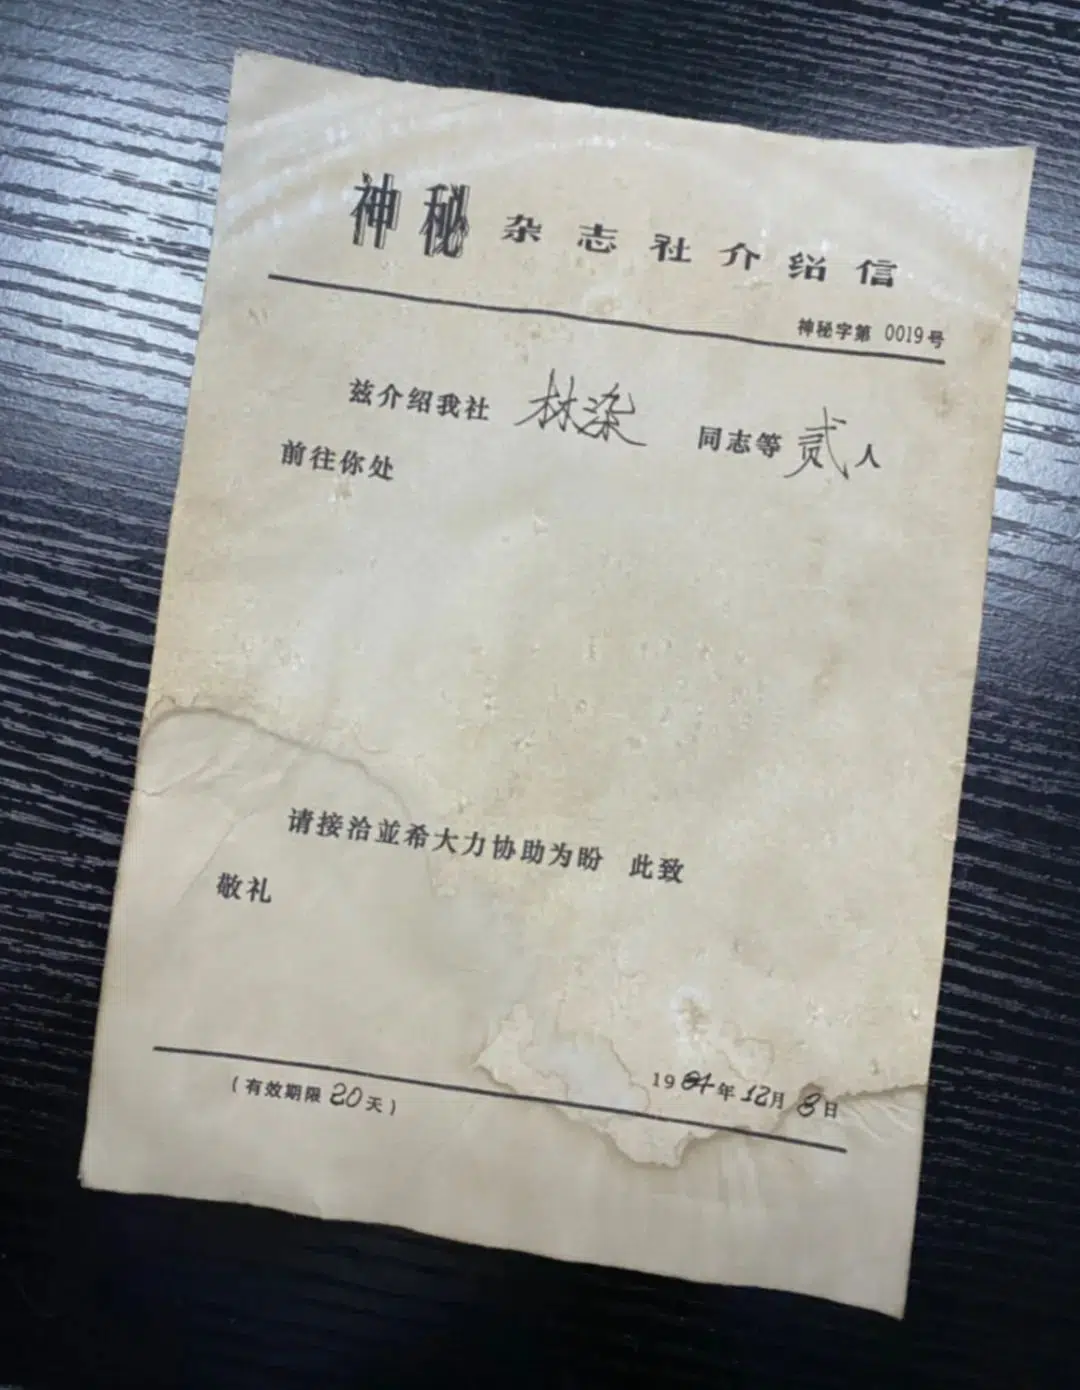 神秘杂志社介绍信
神秘字第 0019号
兹介绍我社 林染 同志等 贰 人
前往你处
请接洽並希大力协助为盼 此致
敬礼
1984年12月8日
(有效期限20天)